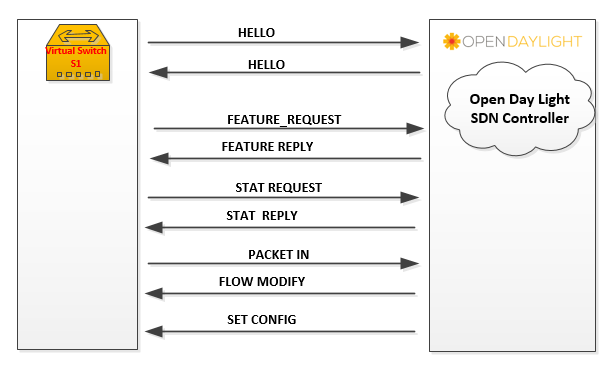 Virtual Switch
S1
HELLO
HELLO
FEATURE_REQUEST
FEATURE REPLY
STAT REQUEST
STAT REPLY
PACKET IN
FLOW MODIFY
SET CONFIG
OPENDAYLIGHT
Open Day Light
SDN Controller